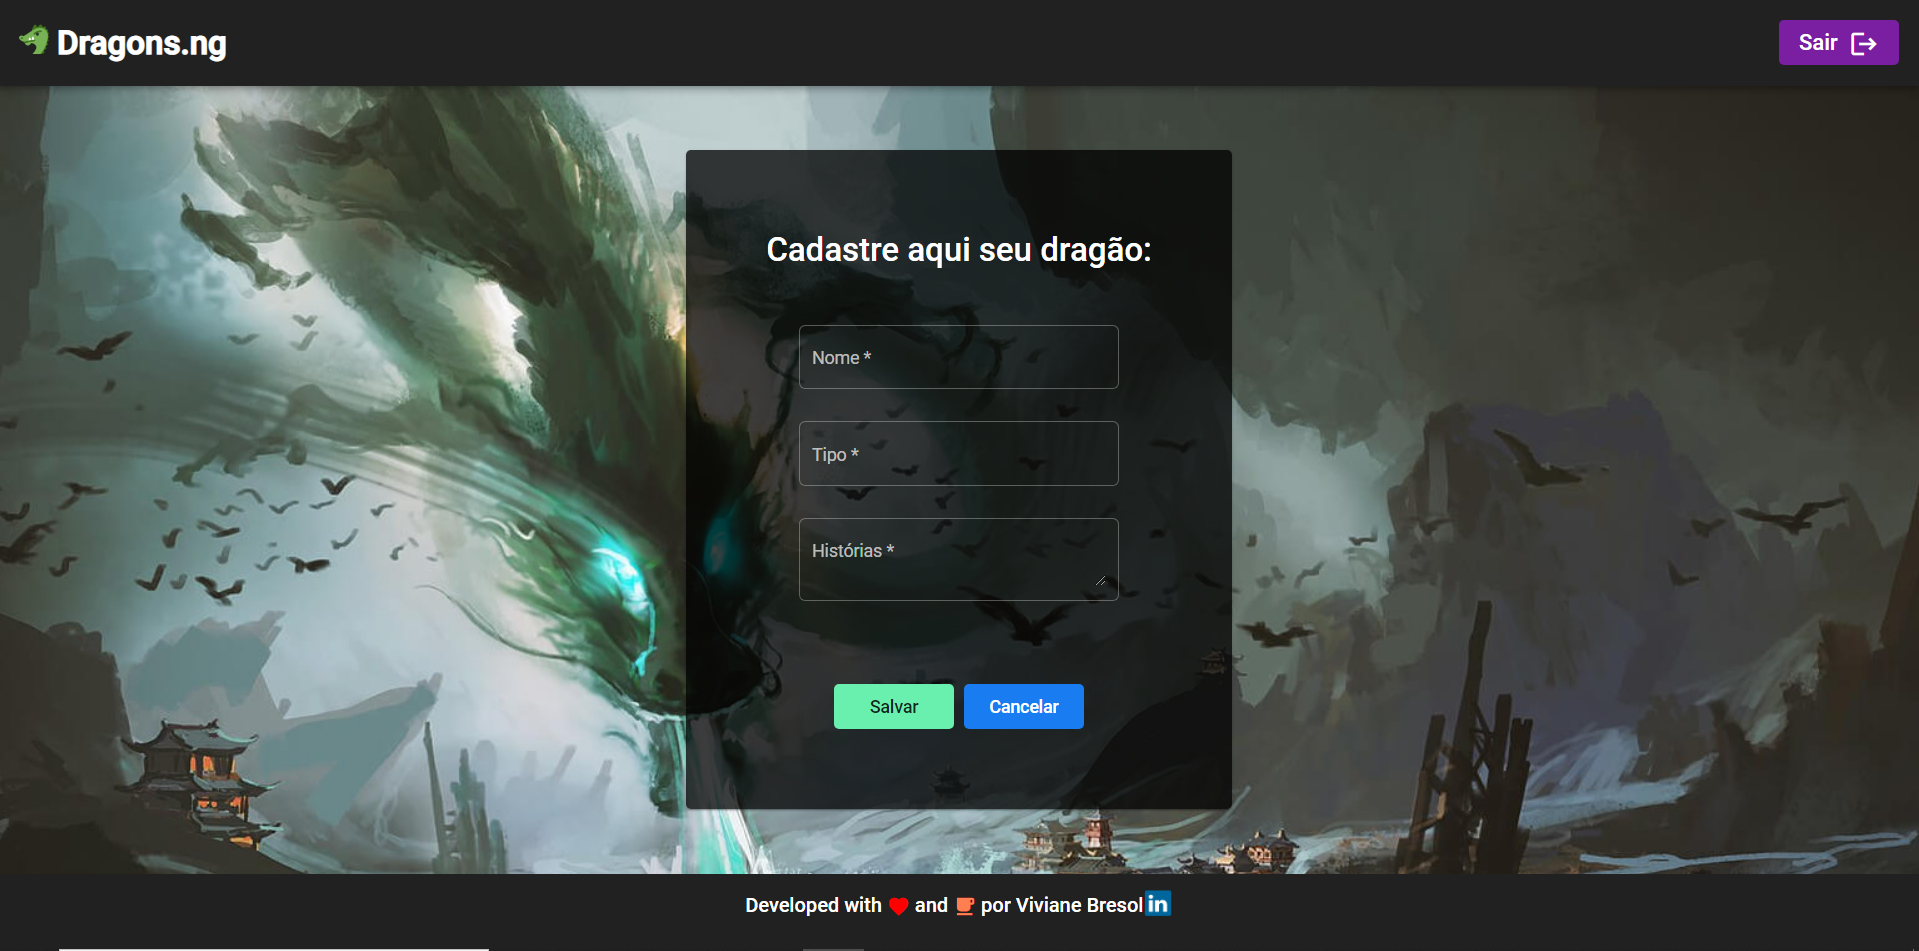 Dragons.ng
Sair
Cadastre aqui seu dragão:
Nome *
Tipo *
Histórias *
Salvar
Cancelar
Developed with and por Viviane Bresol in